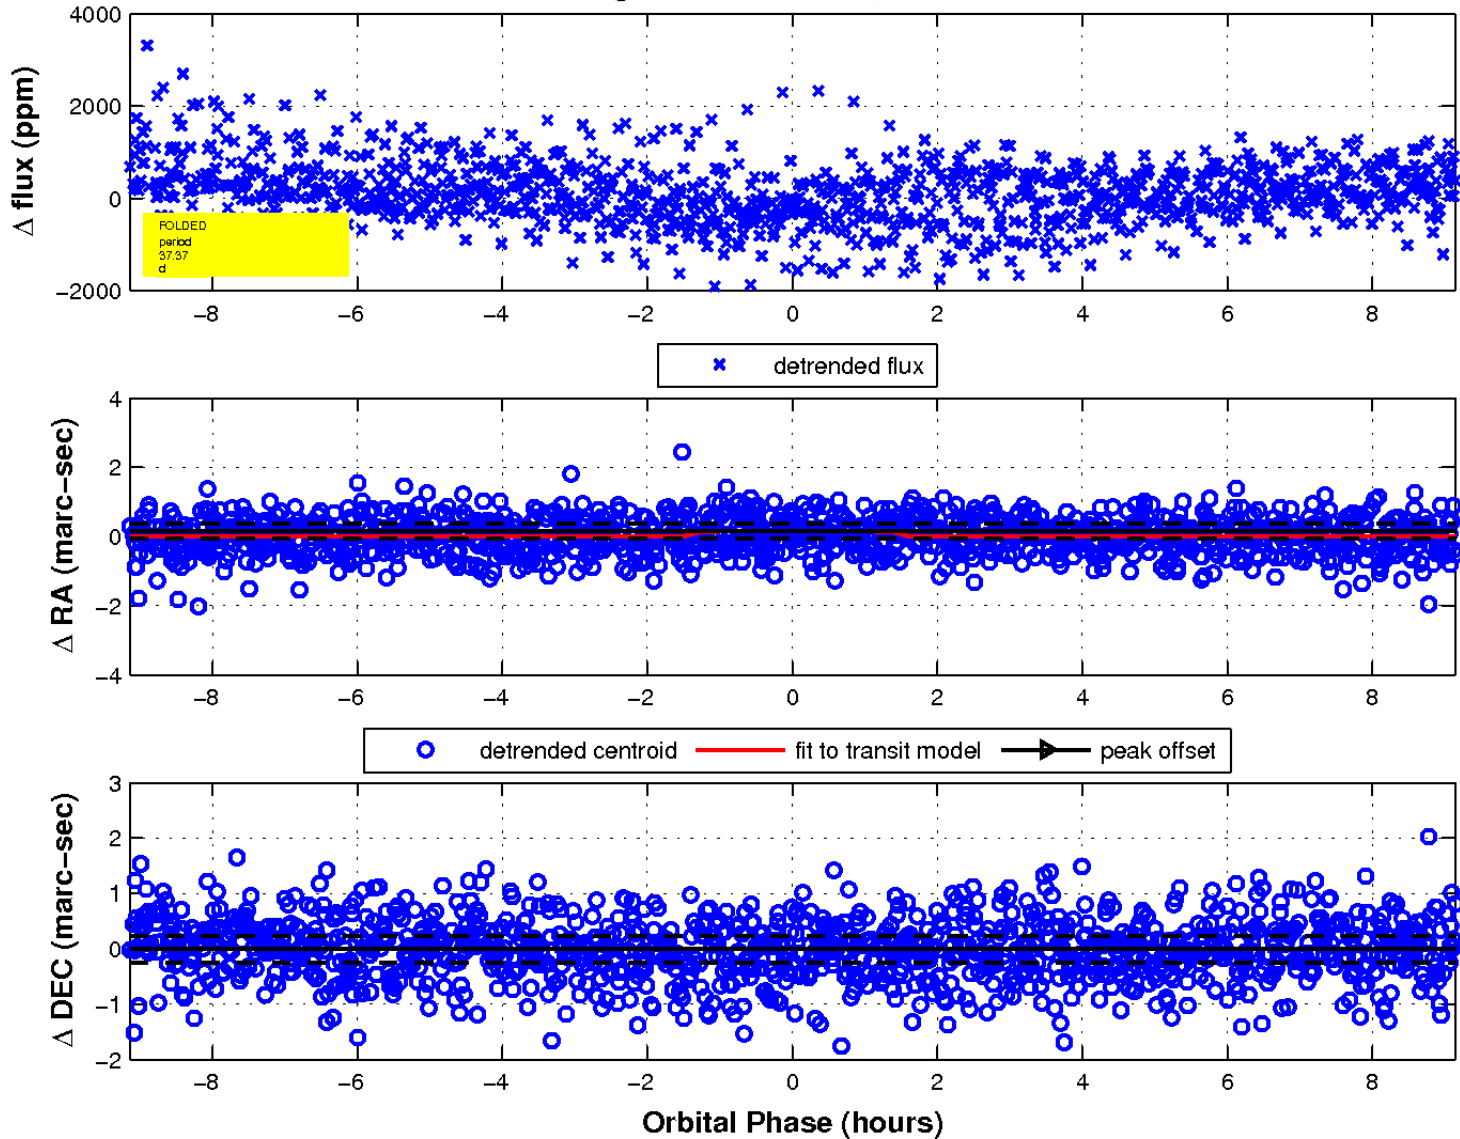 4000
2000
0
−2000
Δ flux (ppm)
FOLDED
period
37.37
d
−8 −6 −4 −2 0 2 4 6 8
detrended flux
4
2
0
−2
−4
Δ RA (marc−sec)
−8 −6 −4 −2 0 2 4 6 8
detrended centroid fit to transit model peak offset
3
2
1
0
−1
−2
Δ DEC (marc−sec)
−8 −6 −4 −2 0 2 4 6 8
Orbital Phase (hours)